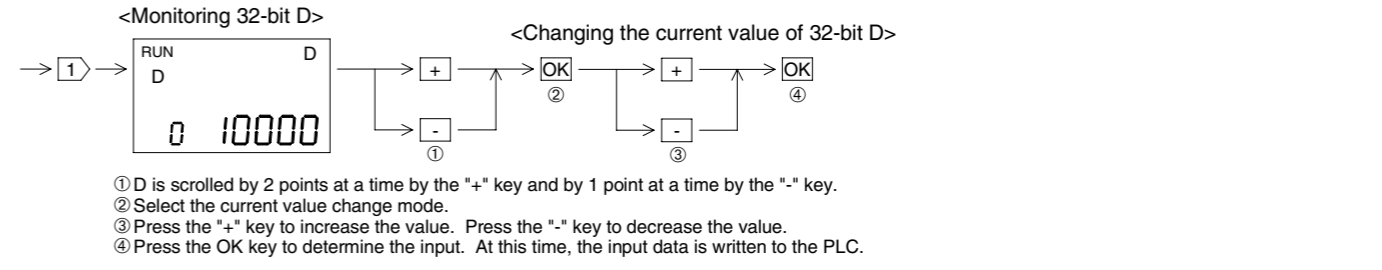 <Monitoring 32-bit D>
<Changing the current value of 32-bit D>
1
RUN D
D
0 10000
+
-
①
OK
②
+
-
③
OK
④
① D is scrolled by 2 points at a time by the "+" key and by 1 point at a time by the "-" key.
② Select the current value change mode.
③ Press the "+" key to increase the value. Press the "-" key to decrease the value.
④ Press the OK key to determine the input. At this time, the input data is written to the PLC.